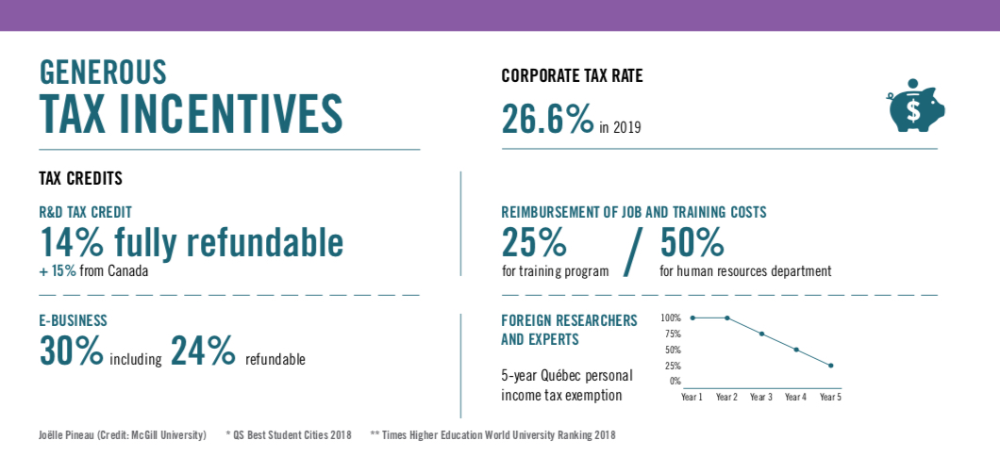 GENEROUS
TAX INCENTIVES
CORPORATE TAX RATE
26.6% in 2019
$
TAX CREDITS
R&D TAX CREDIT
14% fully refundable
+ 15% from Canada
REIMBURSEMENT OF JOB AND TRAINING COSTS
25% / 50%
for training program for human resources department
E-BUSINESS
30% including 24% refundable
FOREIGN RESEARCHERS
AND EXPERTS
5-year Québec personal
income tax exemption
100%
75%
50%
25%
0%
Year 1 Year 2 Year 3 Year 4 Year 5
Joëlle Pineau (Credit: McGill University) * QS Best Student Cities 2018 ** Times Higher Education World University Ranking 2018